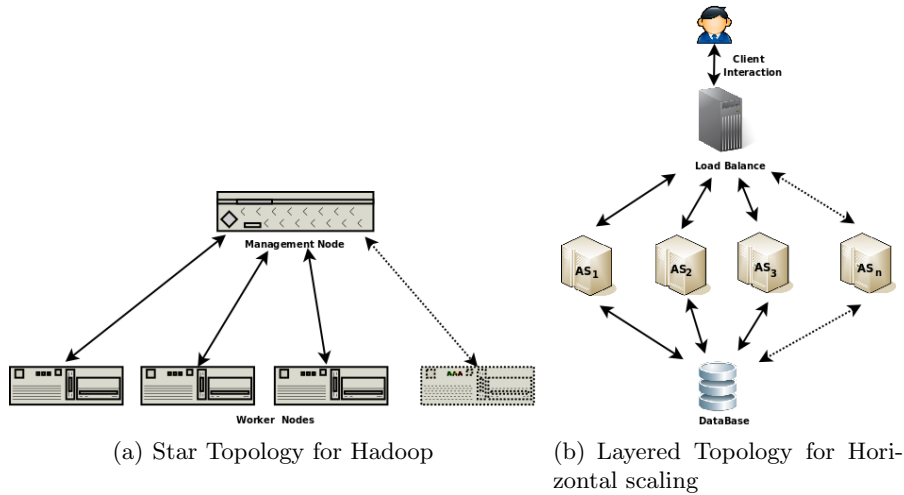 Management Node
Worker Nodes
(a) Star Topology for Hadoop
Client
Interaction
Load Balance
AS1
AS2
AS3
ASn
DataBase
(b) Layered Topology for Hori-
zontal scaling